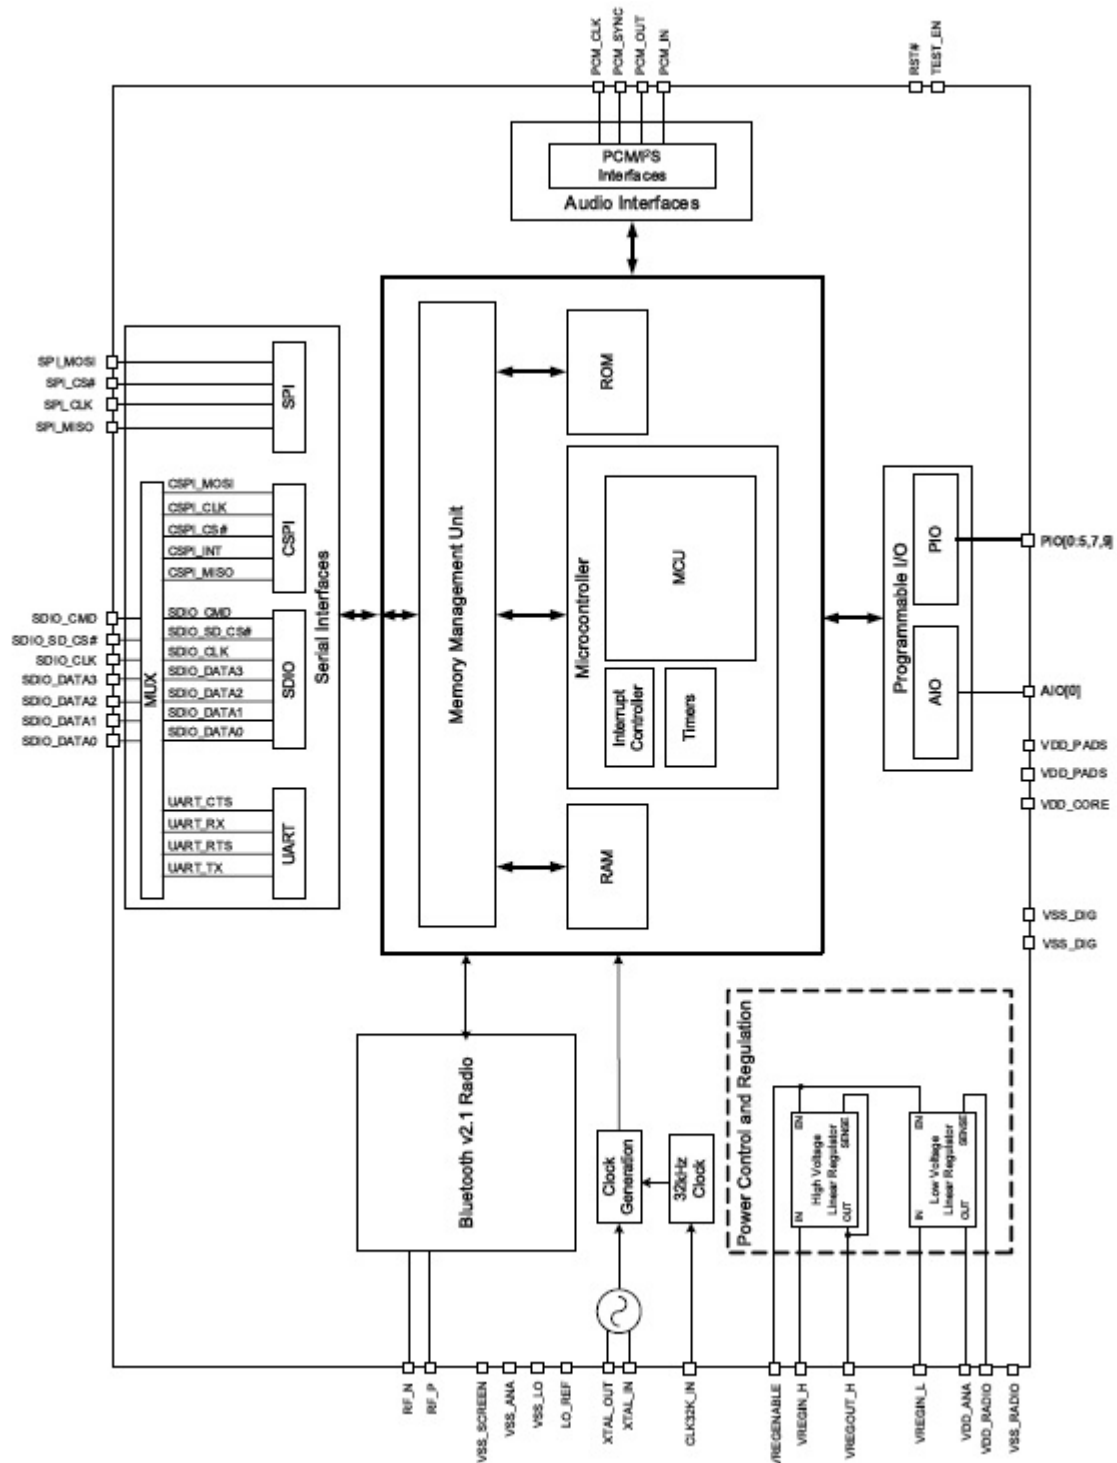 PCM_CLK
PCM_SYNC
PCM_OUT
PCM_IN
RST#
TEST_EN
PCM/I²S
Interfaces
Audio Interfaces
SPI_MOSI
SPI_CS#
SPI_CLK
SPI_MISO
SPI
CSPI_MOSI
CSPI_CLK
CSPI_CS#
CSPI_INT
CSPI_MISO
CSPI
SDIO_CMD
SDIO_SD_CS#
SDIO_CLK
SDIO_DATA3
SDIO_DATA2
SDIO_DATA1
SDIO_DATA0
MUX
SDIO_CMD
SDIO_SD_CS#
SDIO_CLK
SDIO_DATA3
SDIO_DATA2
SDIO_DATA1
SDIO_DATA0
SDIO
Serial Interfaces
UART_CTS
UART_RX
UART_RTS
UART_TX
UART
Memory Management Unit
ROM
Microcontroller
MCU
Interrupt
Controller
Timers
RAM
Programmable I/O
PIO
AIO
PIO[0:5,7,9]
AIO[0]
VDD_PADS
VDD_PADS
VDD_CORE
VSS_DIG
VSS_DIG
Bluetooth v2.1 Radio
Clock
Generation
32kHz
Clock
Power Control and Regulation
EN
High Voltage
Linear Regulator
SENSE
IN
OUT
EN
Low Voltage
Linear Regulator
SENSE
IN
OUT
RF_N
RF_P
VSS_SCREEN
VSS_ANA
VSS_LO
LO_REF
XTAL_OUT
XTAL_IN
CLK32K_IN
VREGENABLE
VREGIN_H
VREGOUT_H
VREGIN_L
VDD_ANA
VDD_RADIO
VSS_RADIO